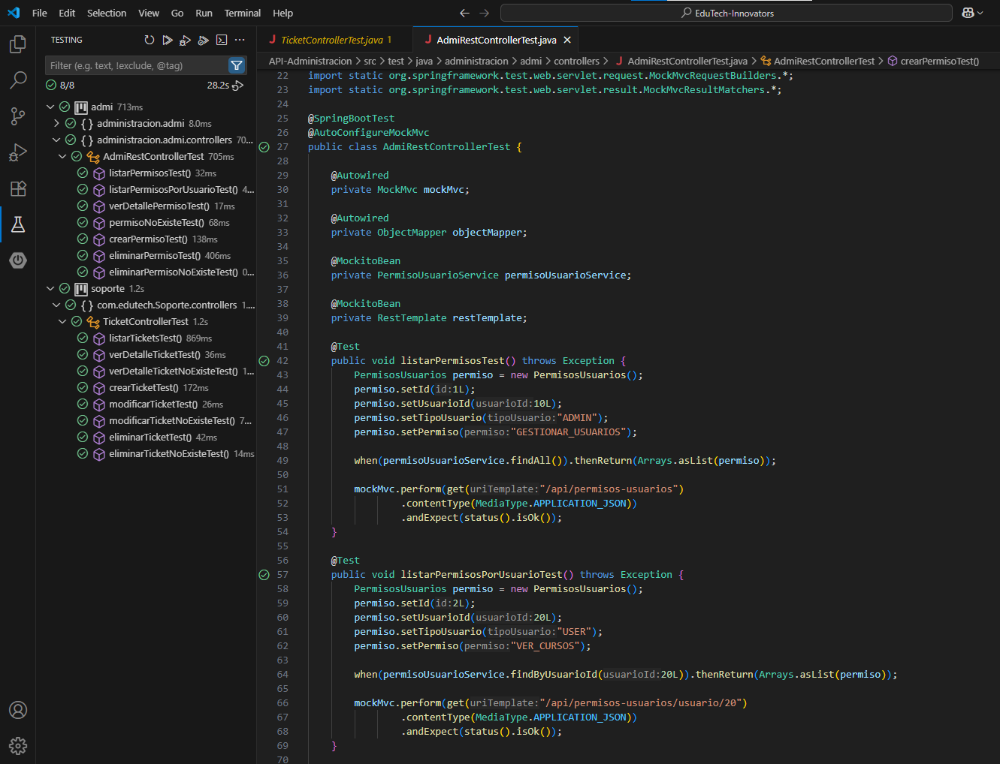 File Edit Selection View Go Run Terminal Help
EduTech-Innovators
TESTING
Filter (e.g. text, !exclude, @tag)
8/8 28.2s
admi 713ms
{ } administracion.admi 8.0ms
{ } administracion.admi.controllers 70...
AdmiRestControllerTest 705ms
listarPermisosTest() 32ms
listarPermisosPorUsuarioTest() 4...
verDetallePermisoTest() 17ms
permisoNoExisteTest() 68ms
crearPermisoTest() 138ms
eliminarPermisoTest() 406ms
eliminarPermisoNoExisteTest() 0...
soporte 1.2s
{ } com.edutech.Soporte.controllers 1....
TicketControllerTest 1.2s
listarTicketsTest() 869ms
verDetalleTicketTest() 36ms
verDetalleTicketNoExisteTest() 1...
crearTicketTest() 172ms
modificarTicketTest() 26ms
modificarTicketNoExisteTest() 7...
eliminarTicketTest() 42ms
eliminarTicketNoExisteTest() 14ms
J TicketControllerTest.java 1
J AdmiRestControllerTest.java
API-Administracion > src > test > java > administracion > admi > controllers > J AdmiRestControllerTest.java > AdmiRestControllerTest > crearPermisoTest()
22 import static org.springframework.test.web.servlet.request.MockMvcRequestBuilders.*;
23 import static org.springframework.test.web.servlet.result.MockMvcResultMatchers.*;
24
25 @SpringBootTest
26 @AutoConfigureMockMvc
27 public class AdmiRestControllerTest {
28
29 @Autowired
30 private MockMvc mockMvc;
31
32 @Autowired
33 private ObjectMapper objectMapper;
34
35 @MockitoBean
36 private PermisoUsuarioService permisoUsuarioService;
37
38 @MockitoBean
39 private RestTemplate restTemplate;
40
41 @Test
42 public void listarPermisosTest() throws Exception {
43 PermisosUsuarios permiso = new PermisosUsuarios();
44 permiso.setId(id:1L);
45 permiso.setUsuarioId(usuarioId:10L);
46 permiso.setTipoUsuario(tipoUsuario:"ADMIN");
47 permiso.setPermiso(permiso:"GESTIONAR_USUARIOS");
48
49 when(permisoUsuarioService.findAll()).thenReturn(Arrays.asList(permiso));
50
51 mockMvc.perform(get(uriTemplate:"/api/permisos-usuarios")
52 .contentType(MediaType.APPLICATION_JSON))
53 .andExpect(status().isOk());
54 }
55
56 @Test
57 public void listarPermisosPorUsuarioTest() throws Exception {
58 PermisosUsuarios permiso = new PermisosUsuarios();
59 permiso.setId(id:2L);
60 permiso.setUsuarioId(usuarioId:20L);
61 permiso.setTipoUsuario(tipoUsuario:"USER");
62 permiso.setPermiso(permiso:"VER_CURSOS");
63
64 when(permisoUsuarioService.findByUsuarioId(usuarioId:20L)).thenReturn(Arrays.asList(permiso));
65
66 mockMvc.perform(get(uriTemplate:"/api/permisos-usuarios/usuario/20")
67 .contentType(MediaType.APPLICATION_JSON))
68 .andExpect(status().isOk());
69 }
70